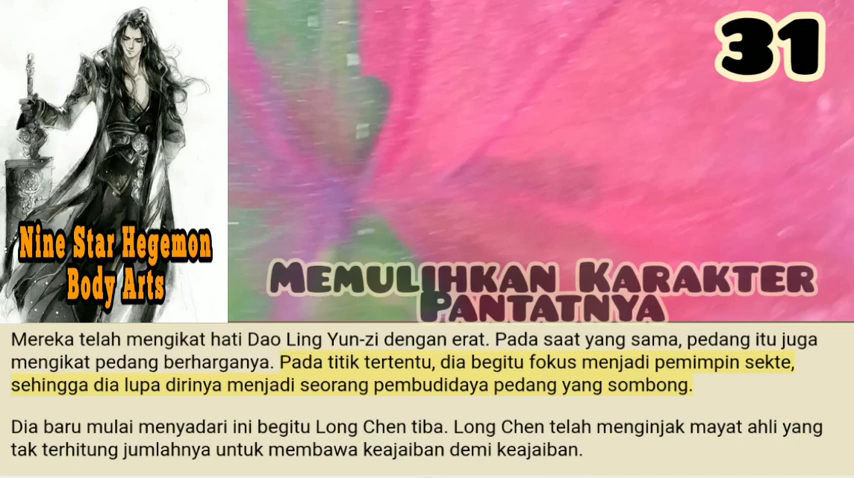 31
Nine Star Hegemon
Body Arts
Memulihkan Karakter
Pantatnya
Mereka telah mengikat hati Dao Ling Yun-zi dengan erat. Pada saat yang sama, pedang itu juga
mengikat pedang berharganya. Pada titik tertentu, dia begitu fokus menjadi pemimpin sekte,
sehingga dia lupa dirinya menjadi seorang pembudidaya pedang yang sombong.
Dia baru mulai menyadari ini begitu Long Chen tiba. Long Chen telah menginjak mayat ahli yang
tak terhitung jumlahnya untuk membawa keajaiban demi keajaiban.